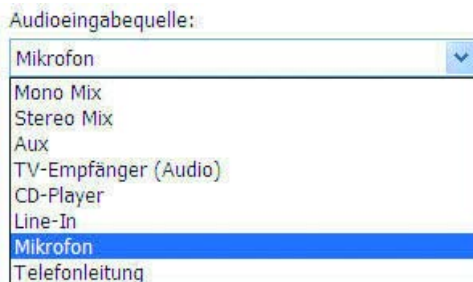 Audioeingabequelle:
Mikrofon
Mono Mix
Stereo Mix
Aux
TV-Empfänger (Audio)
CD-Player
Line-In
Mikrofon
Telefonleitung